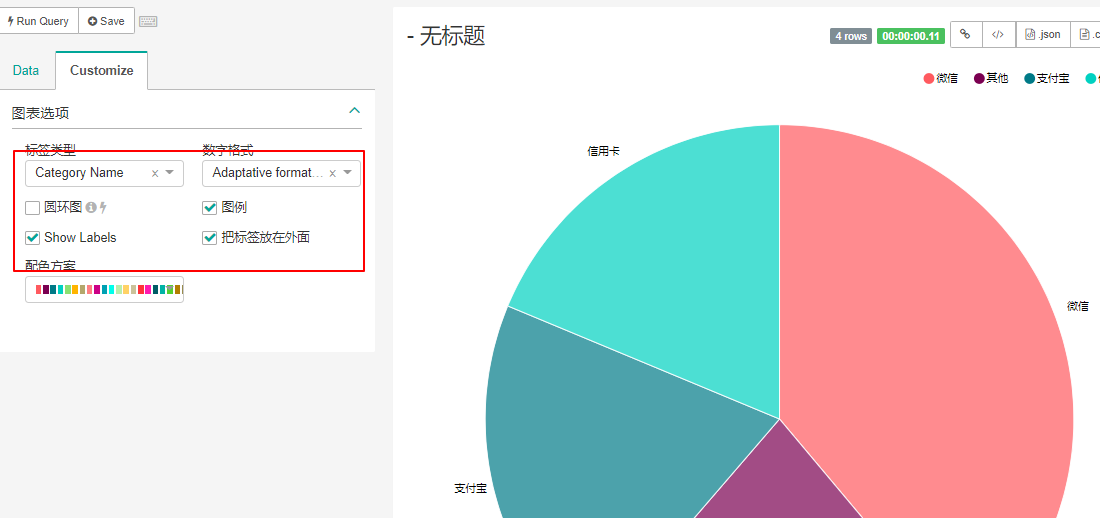 Run Query
Save
Data
Customize
图表选项
标签类型
数字格式
Category Name
Adaptative format...
圆环图
图例
Show Labels
把标签放在外面
配色方案
- 无标题
4 rows
00:00:00.11
</>
.json
.c
微信
其他
支付宝
信用卡
微信
支付宝